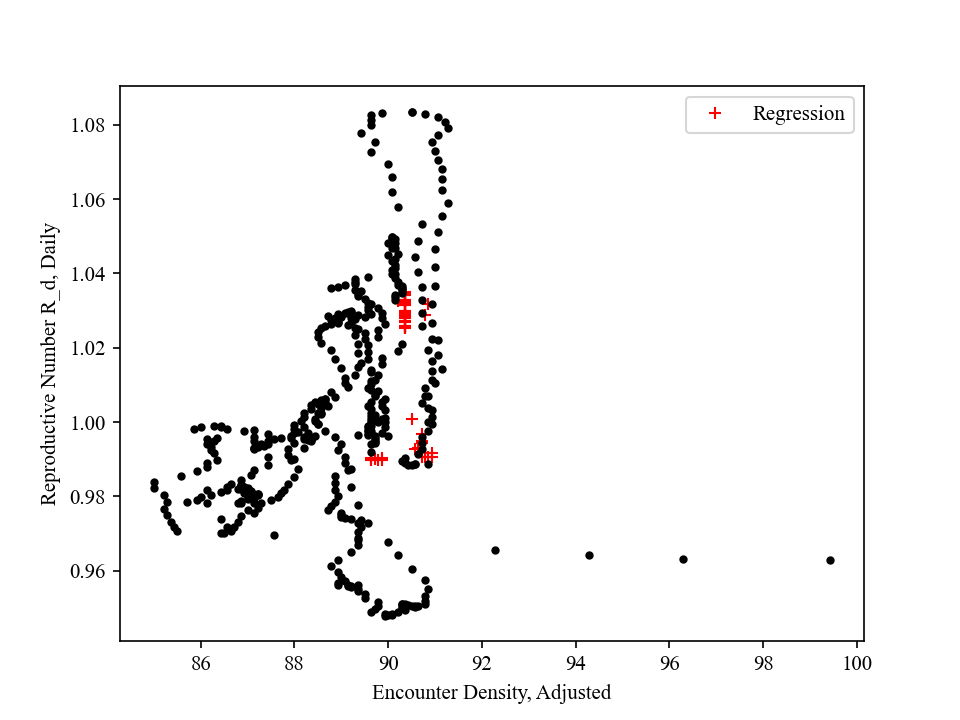 Regression
1.08
1.06
1.04
1.02
1.00
0.98
0.96
Reproductive Number R_d, Daily
86 88 90 92 94 96 98 100
Encounter Density, Adjusted